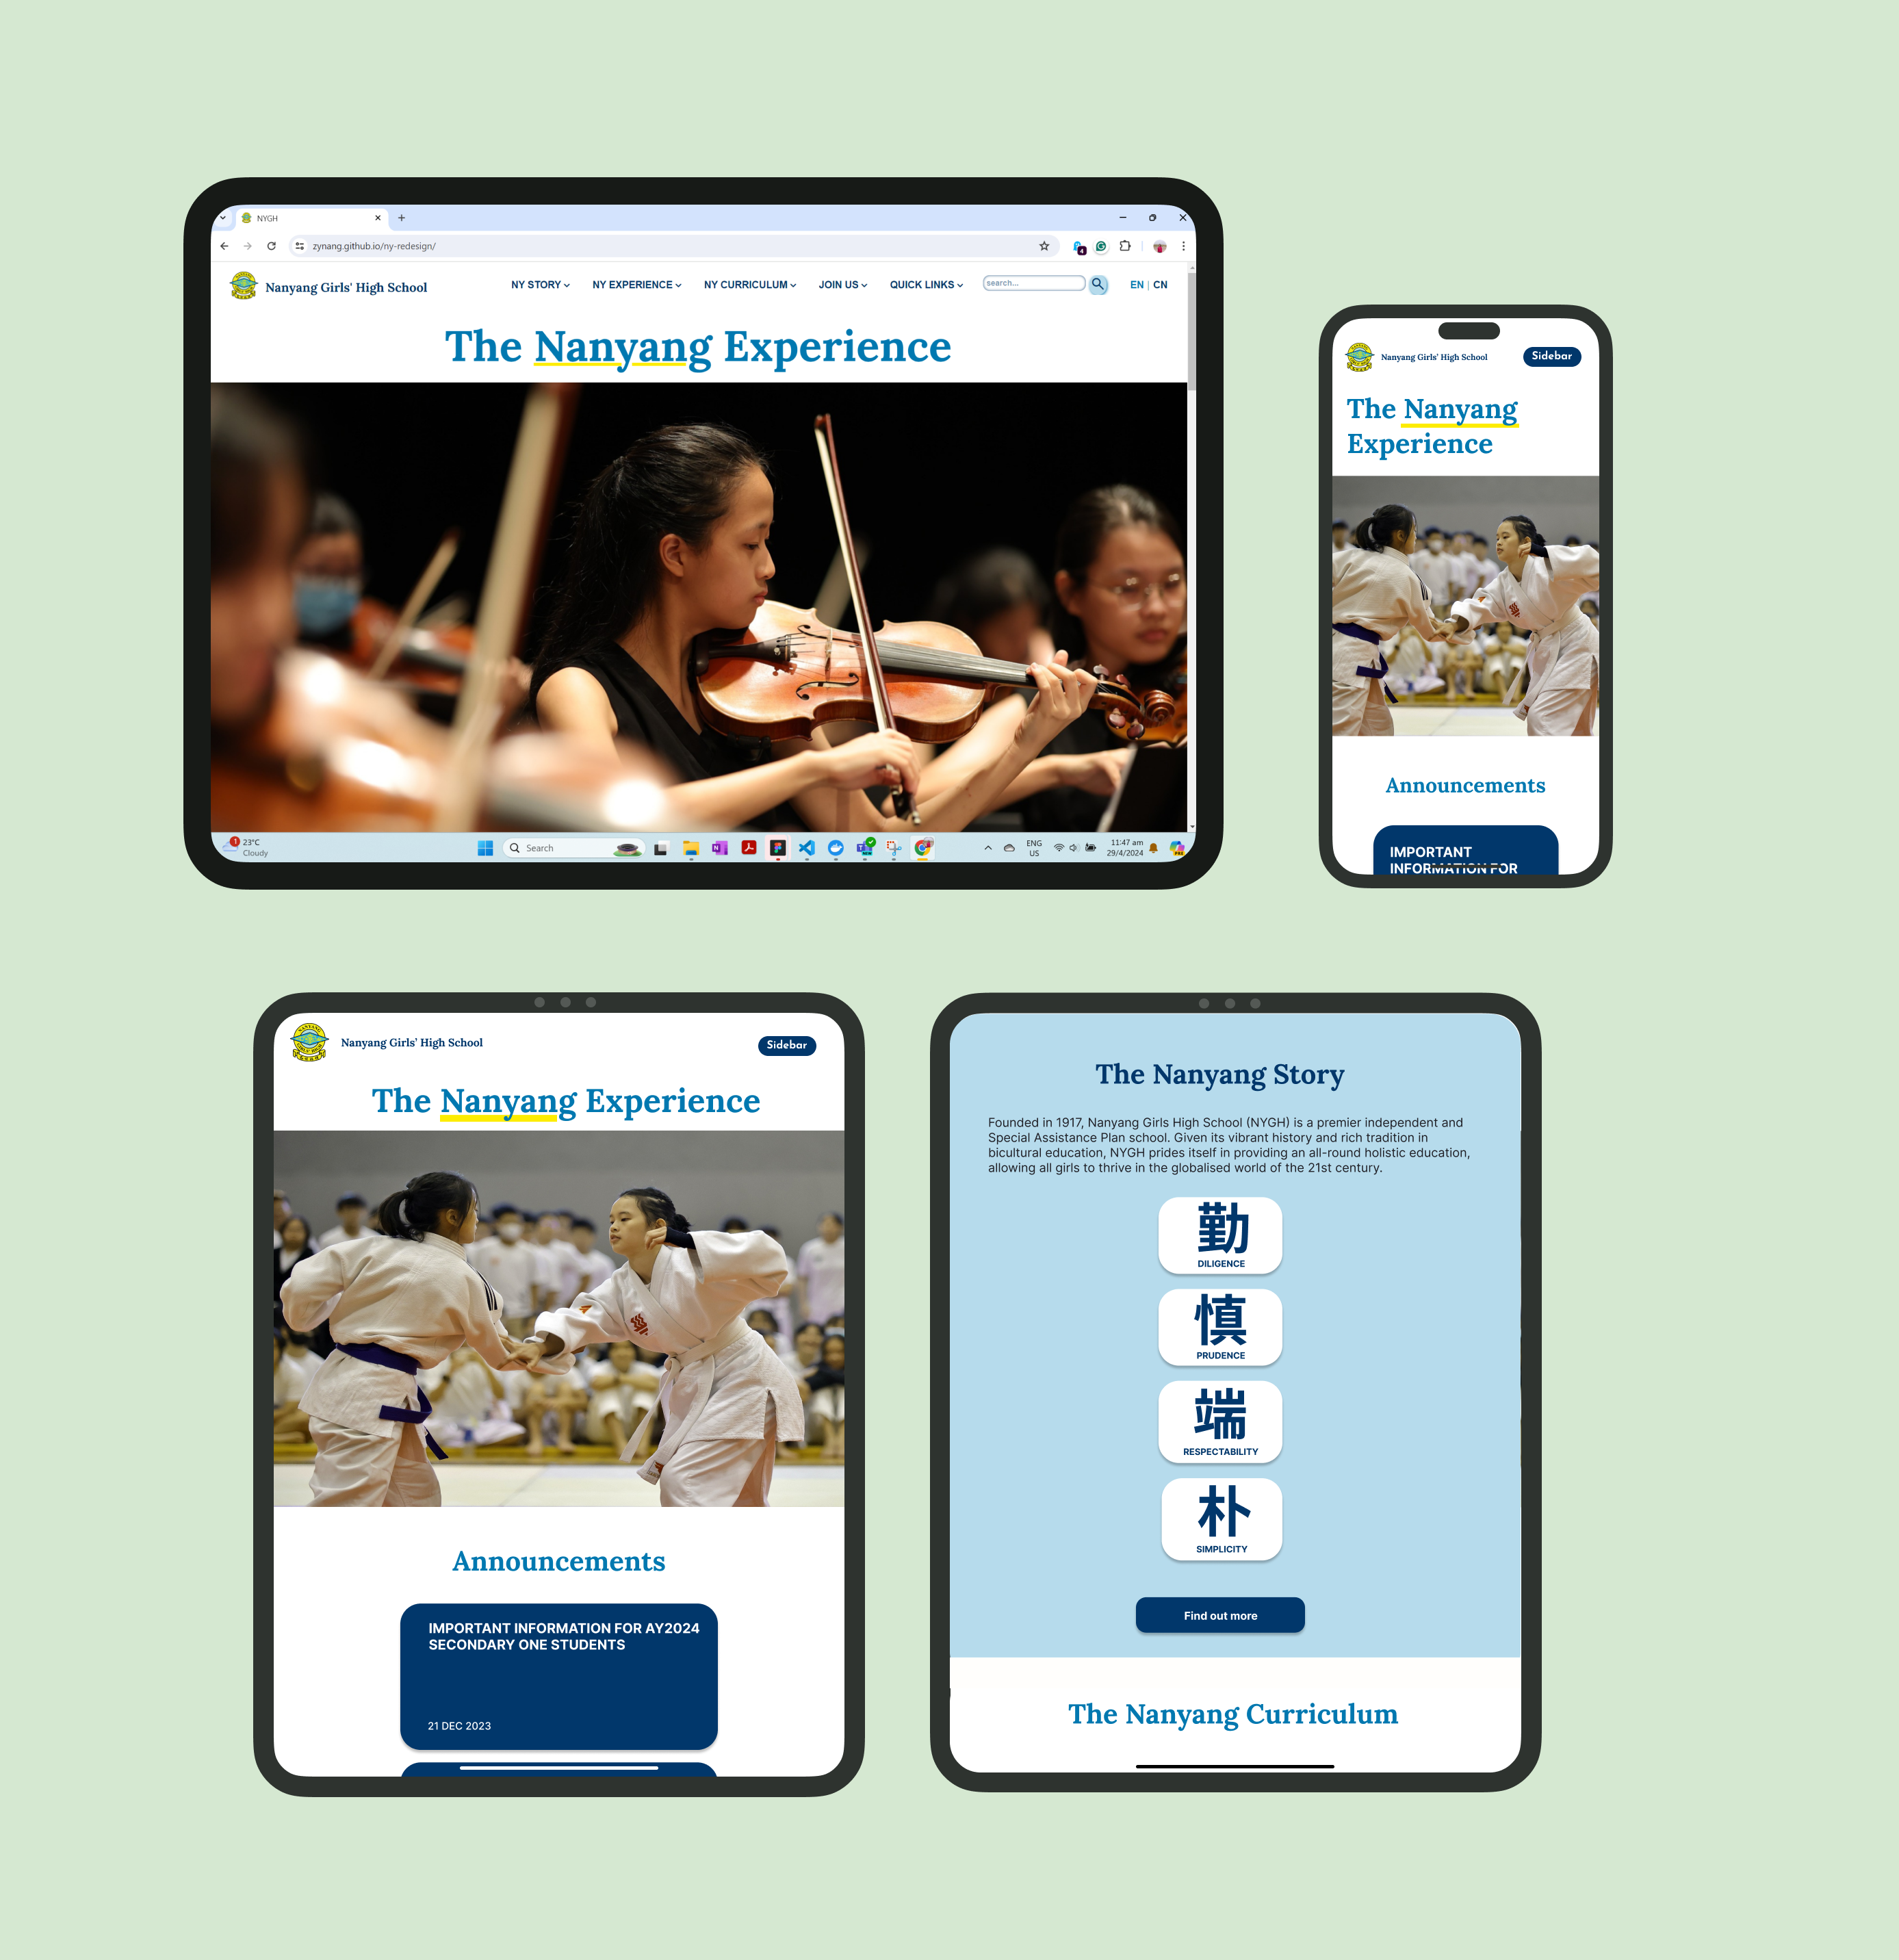 NYGH
zynang.github.io/ny-redesign/
4
Nanyang Girls' High School
NY STORY
NY EXPERIENCE
NY CURRICULUM
JOIN US
QUICK LINKS
search...
EN | CN
The Nanyang Experience
1
23°C
Cloudy
Search
ENG
US
11:47 am
29/4/2024
Nanyang Girls' High School
Sidebar
The Nanyang
Experience
Announcements
IMPORTANT
INFORMATION FOR
Nanyang Girls' High School
Sidebar
The Nanyang Experience
Announcements
IMPORTANT INFORMATION FOR AY2024
SECONDARY ONE STUDENTS
21 DEC 2023
The Nanyang Story
Founded in 1917, Nanyang Girls High School (NYGH) is a premier independent and
Special Assistance Plan school. Given its vibrant history and rich tradition in
bicultural education, NYGH prides itself in providing an all-round holistic education,
allowing all girls to thrive in the globalised world of the 21st century.
勤
DILIGENCE
慎
PRUDENCE
端
RESPECTABILITY
朴
SIMPLICITY
Find out more
The Nanyang Curriculum